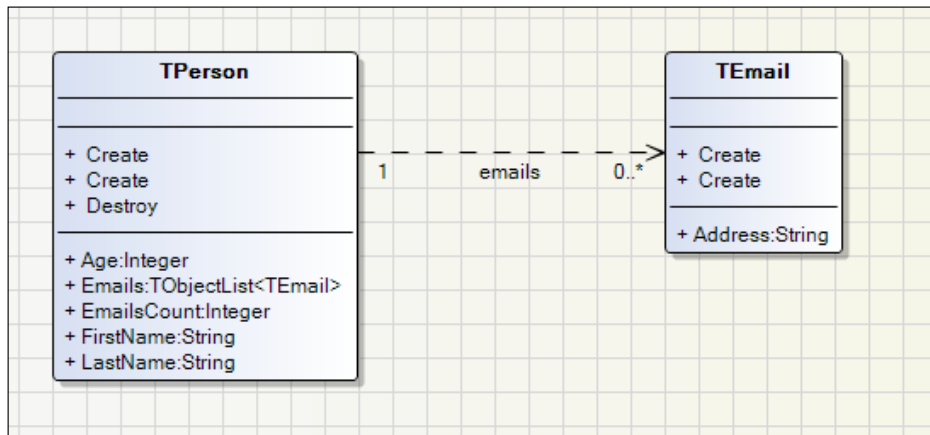 TPerson
+ Create
+ Create
+ Destroy
+ Age:Integer
+ Emails:TObjectList<TEmail>
+ EmailsCount:Integer
+ FirstName:String
+ LastName:String
1 emails 0..*
TEmail
+ Create
+ Create
+ Address:String